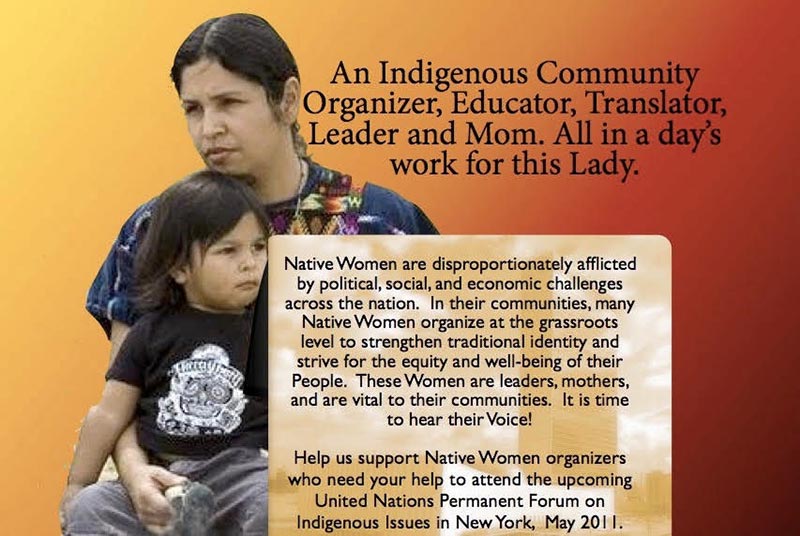 An Indigenous Community
Organizer, Educator, Translator,
Leader and Mom. All in a day's
work for this Lady.
Native Women are disproportionately afflicted
by political, social, and economic challenges
across the nation. In their communities, many
Native Women organize at the grassroots
level to strengthen traditional identity and
strive for the equity and well-being of their
People. These Women are leaders, mothers,
and are vital to their communities. It is time
to hear their Voice!
Help us support Native Women organizers
who need your help to attend the upcoming
United Nations Permanent Forum on
Indigenous Issues in New York, May 2011.